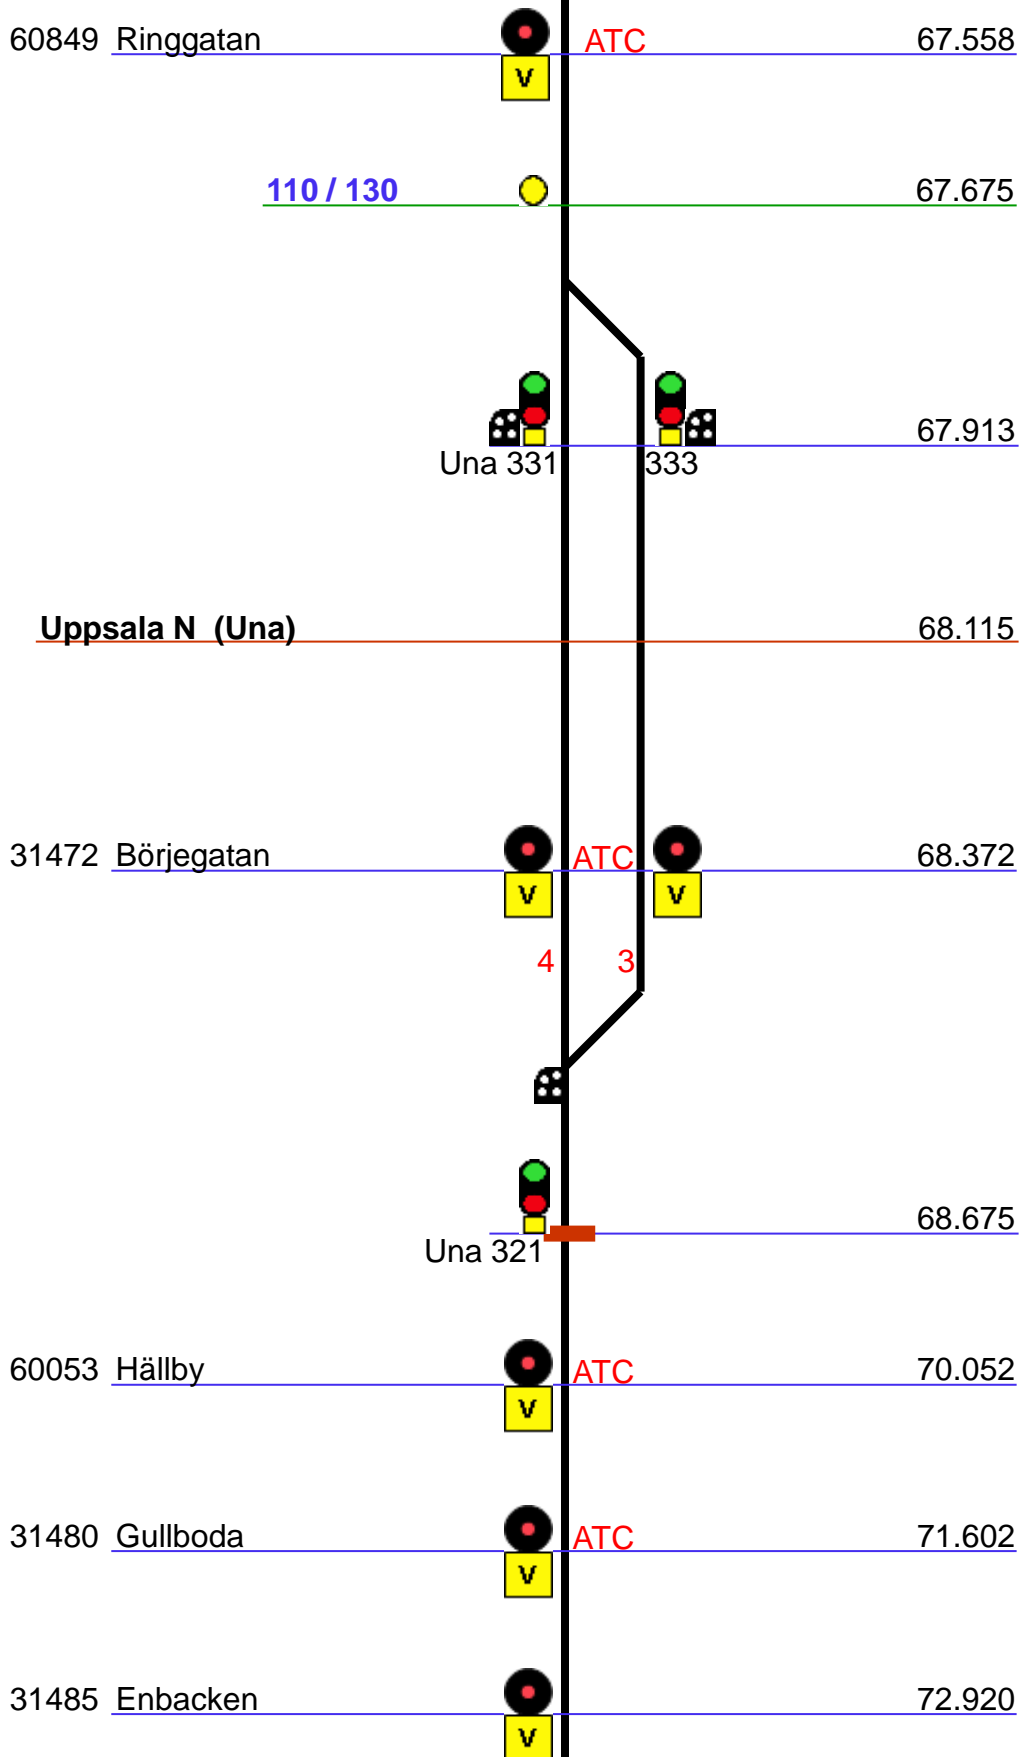 60849 Ringgatan ATC 67.558
V
110 / 130 67.675
67.913
Una 331 333
Uppsala N (Una) 68.115
31472 Börjegatan ATC 68.372
V V
4 3
68.675
Una 321
60053 Hällby ATC 70.052
V
31480 Gullboda ATC 71.602
V
31485 Enbacken 72.920
V